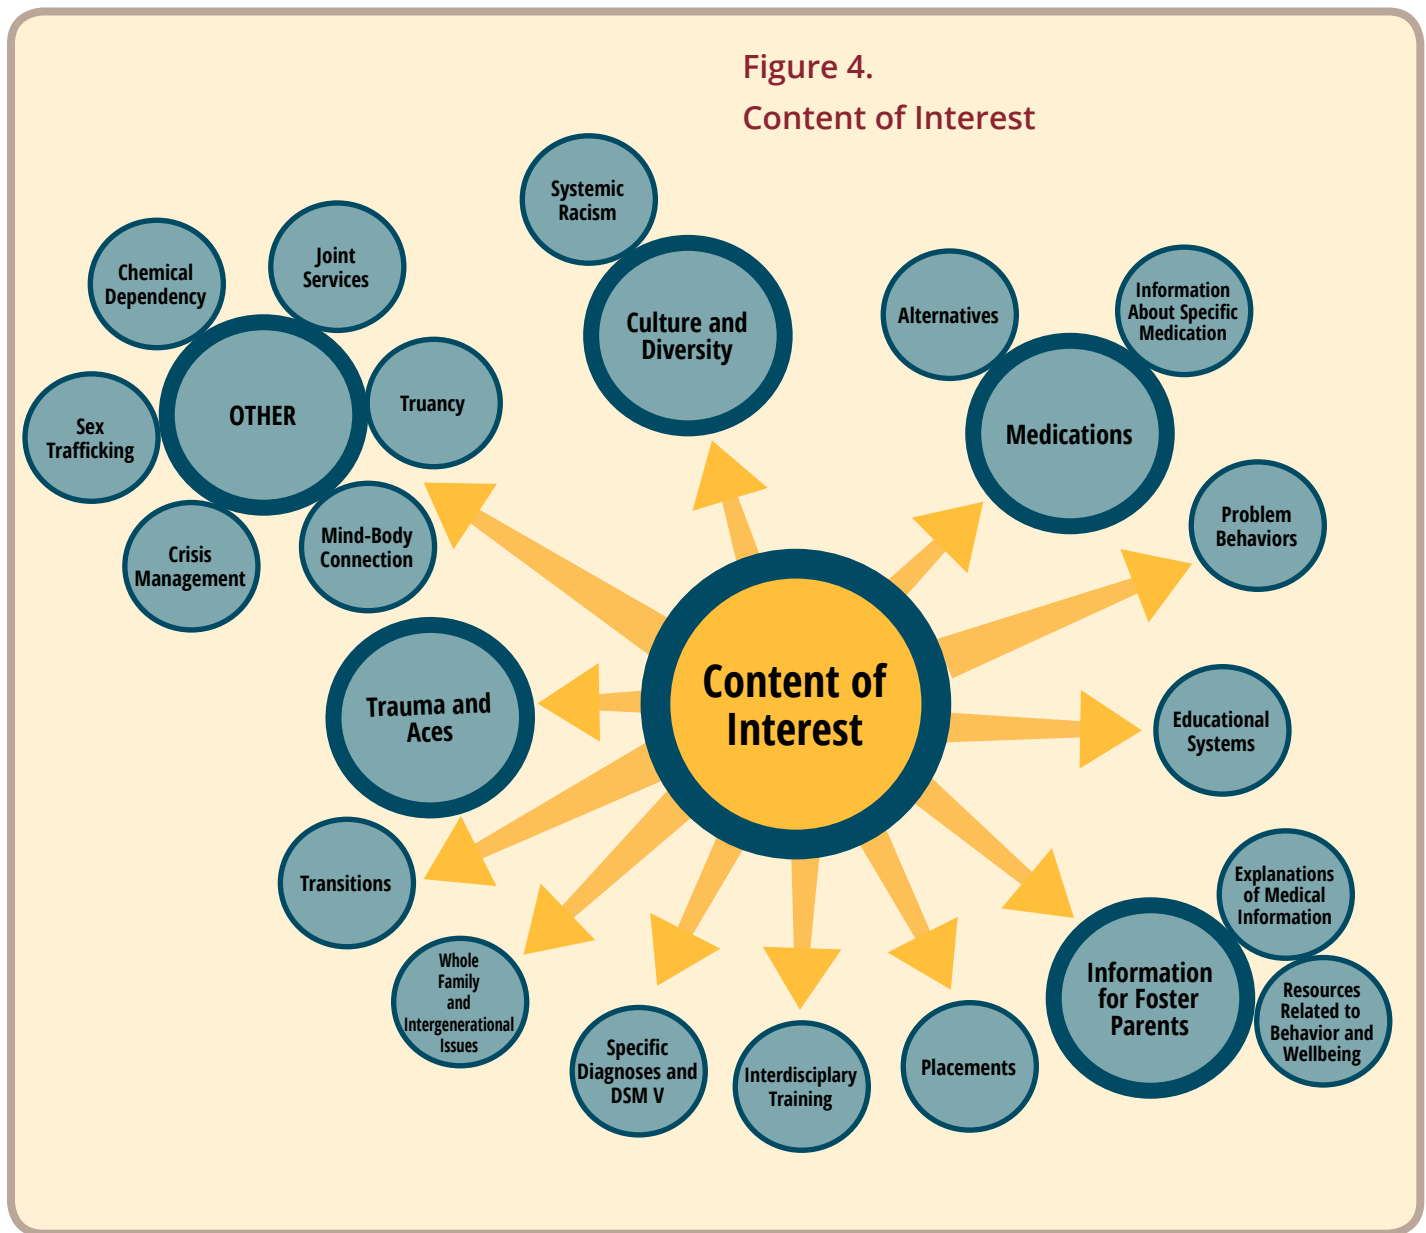 Figure 4.
Content of Interest
Systemic
Racism
Culture and
Diversity
Joint
Services
Chemical
Dependency
OTHER
Truancy
Sex
Trafficking
Crisis
Management
Mind-Body
Connection
Alternatives
Information
About Specific
Medication
Medications
Problem
Behaviors
Content of
Interest
Trauma and
Aces
Educational
Systems
Transitions
Whole
Family
and
Intergenerational
Issues
Specific
Diagnoses and
DSM V
Interdisciplary
Training
Placements
Information
for Foster
Parents
Explanations
of Medical
Information
Resources
Related to
Behavior and
Wellbeing